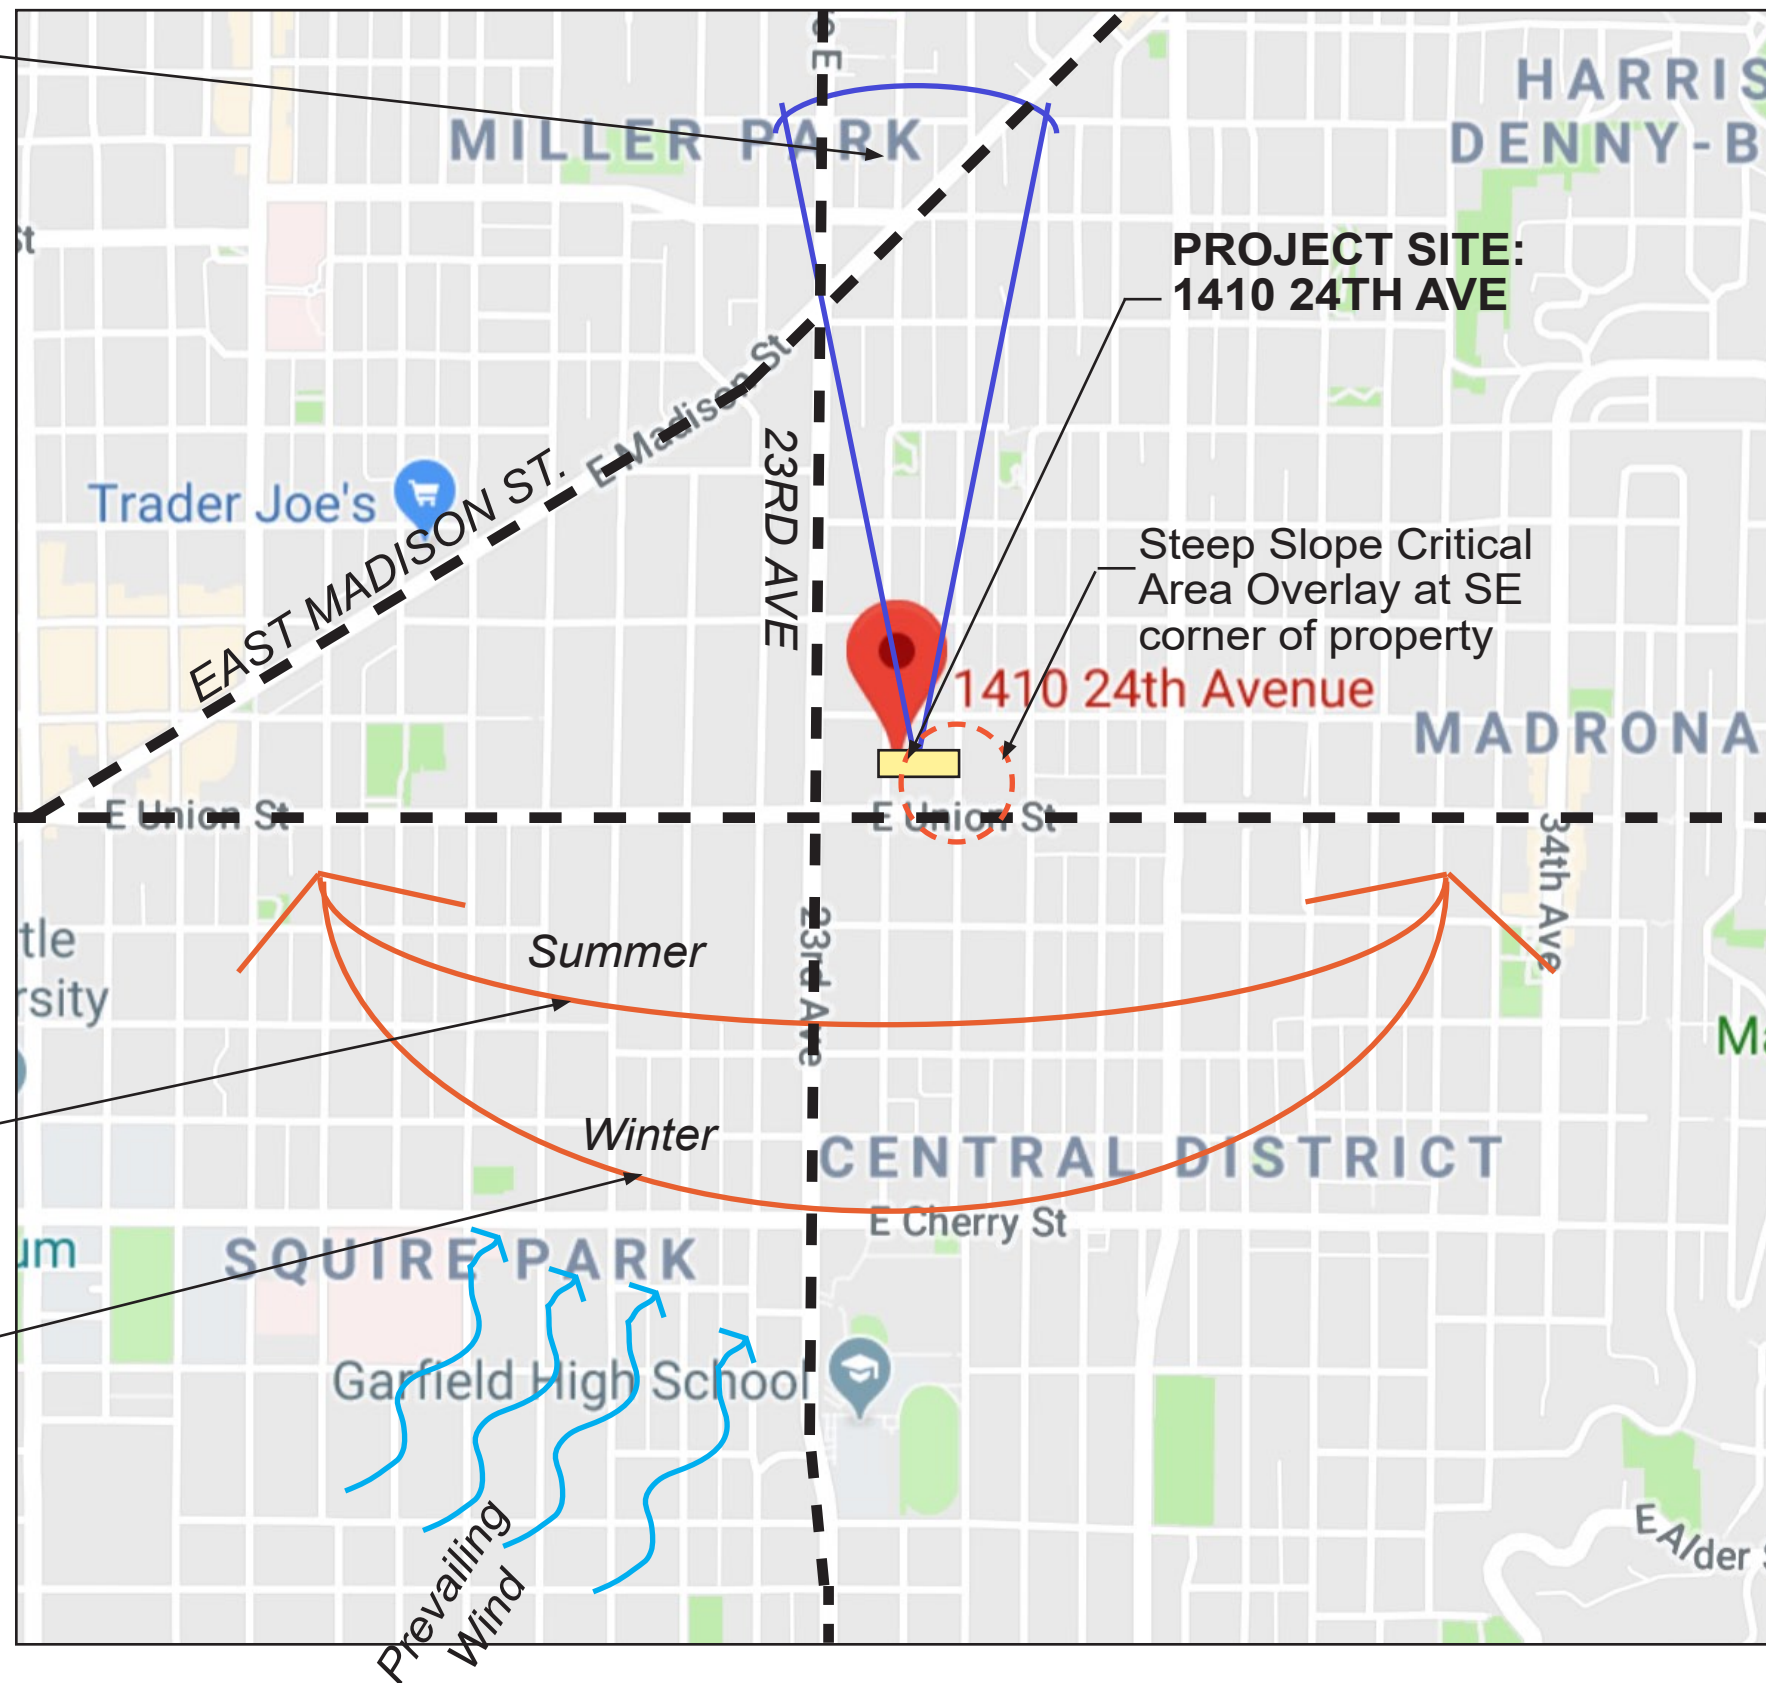 e E
HARRIS
DENNY-B
MILLER PARK
St
PROJECT SITE:
1410 24TH AVE
E Madison St
EAST MADISON ST.
Trader Joe's
23RD AVE
Steep Slope Critical
Area Overlay at SE
corner of property
1410 24th Avenue
MADRONA
E Union St
E Union St
34th Ave
23rd Ave
tle
rsity
Summer
Ma
Winter
CENTRAL DISTRICT
E Cherry St
um
SQUIRE PARK
Garfield High School
E Alder S
Prevailing
Wind